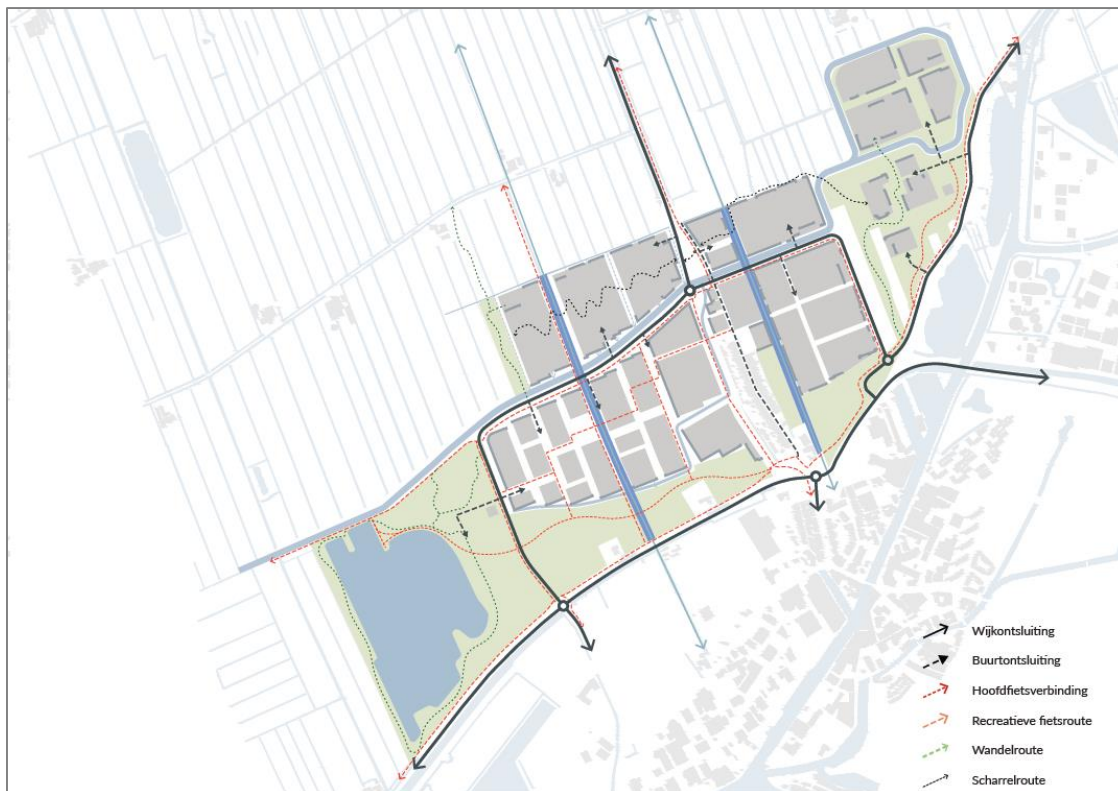 Wijkontsluiting
Buurtontsluiting
Hoofdfietsverbinding
Recreatieve fietsroute
Wandelroute
Scharrelroute